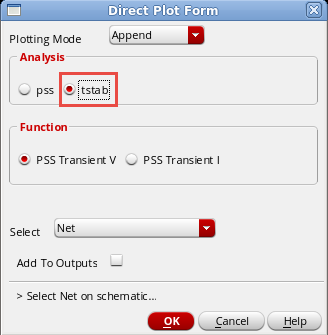 Direct Plot Form
Plotting Mode Append
Analysis
pss tstab
Function
PSS Transient V PSS Transient I
Select Net
Add To Outputs
> Select Net on schematic...
OK Cancel Help